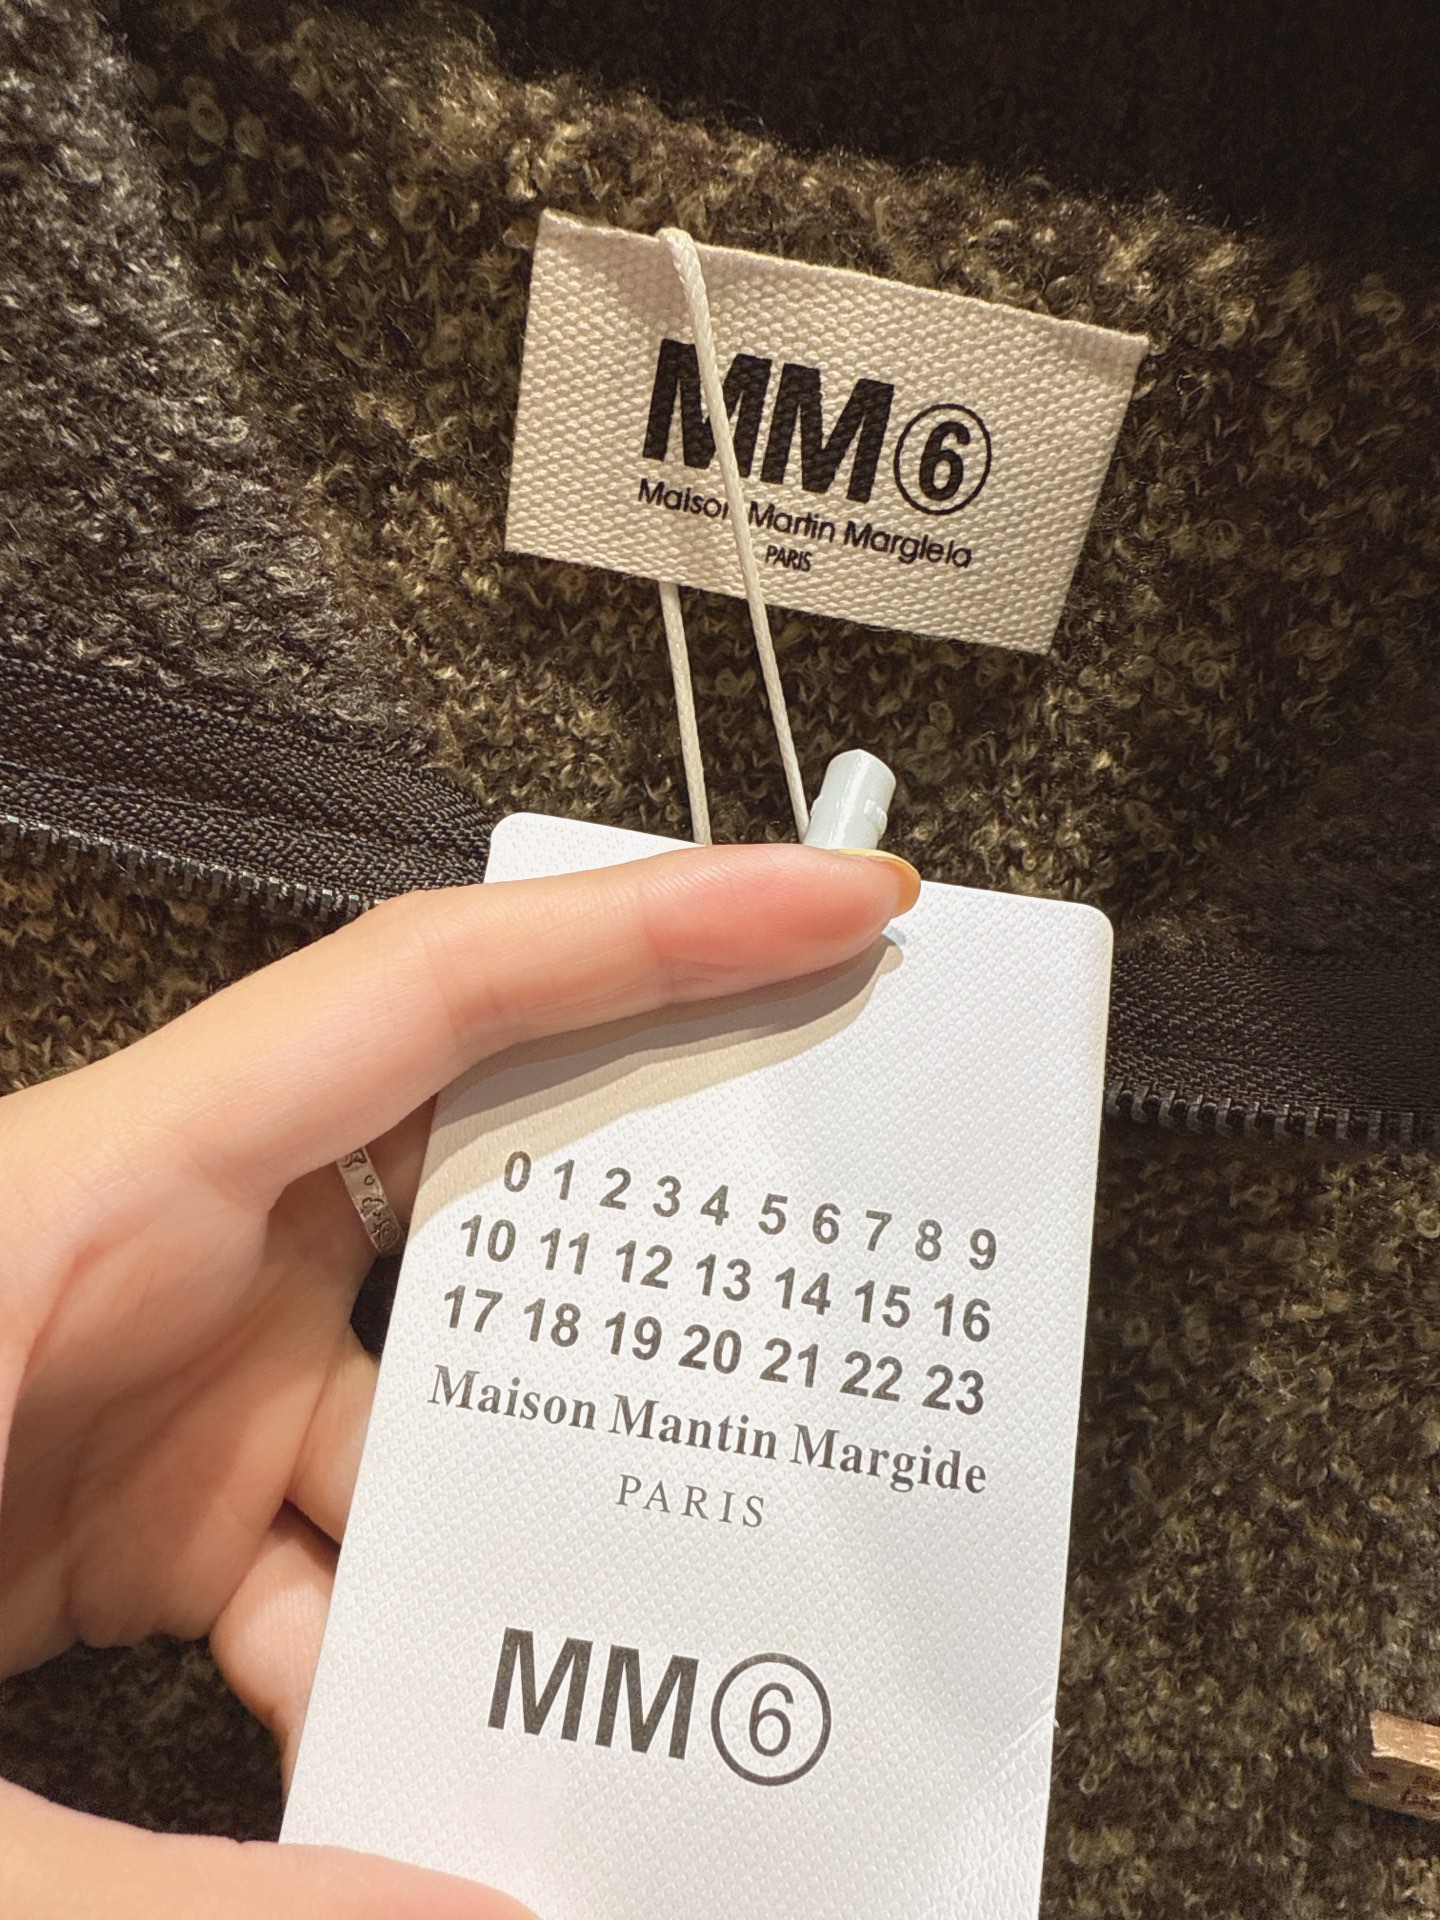 MM6
Maison Martin Marglela
PARIS
0 1 2 3 4 5 6 7 8 9
10 11 12 13 14 15 16
17 18 19 20 21 22 23
Maison Mantin Margide
PARIS
MM6